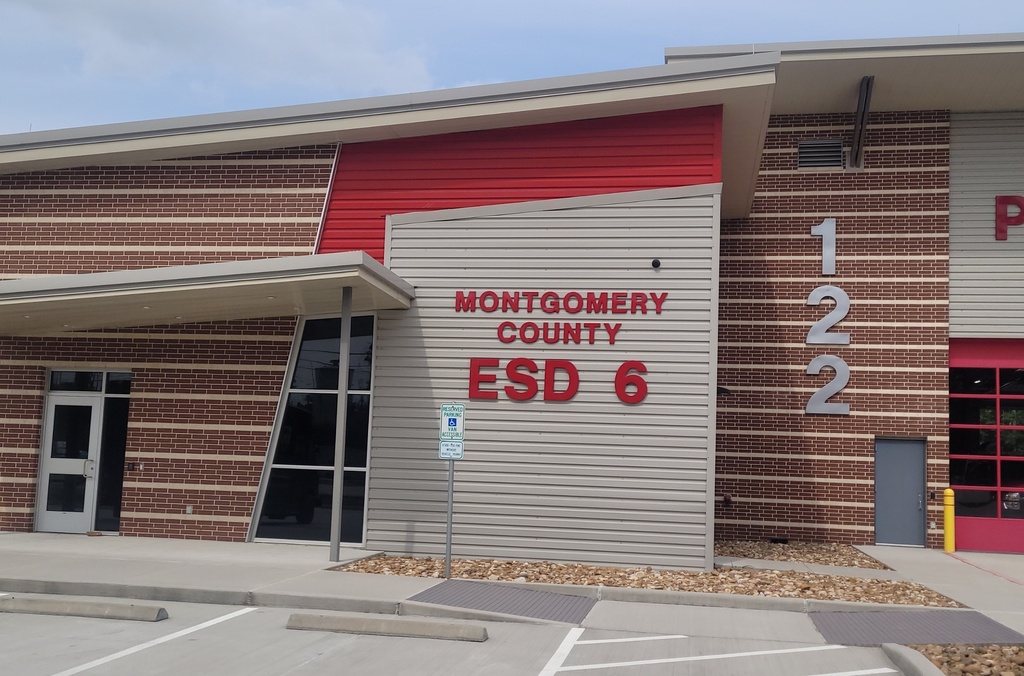 MONTGOMERY
COUNTY
ESD 6
1
2
2
P
RESERVED
PARKING
VAN
ACCESSIBLE